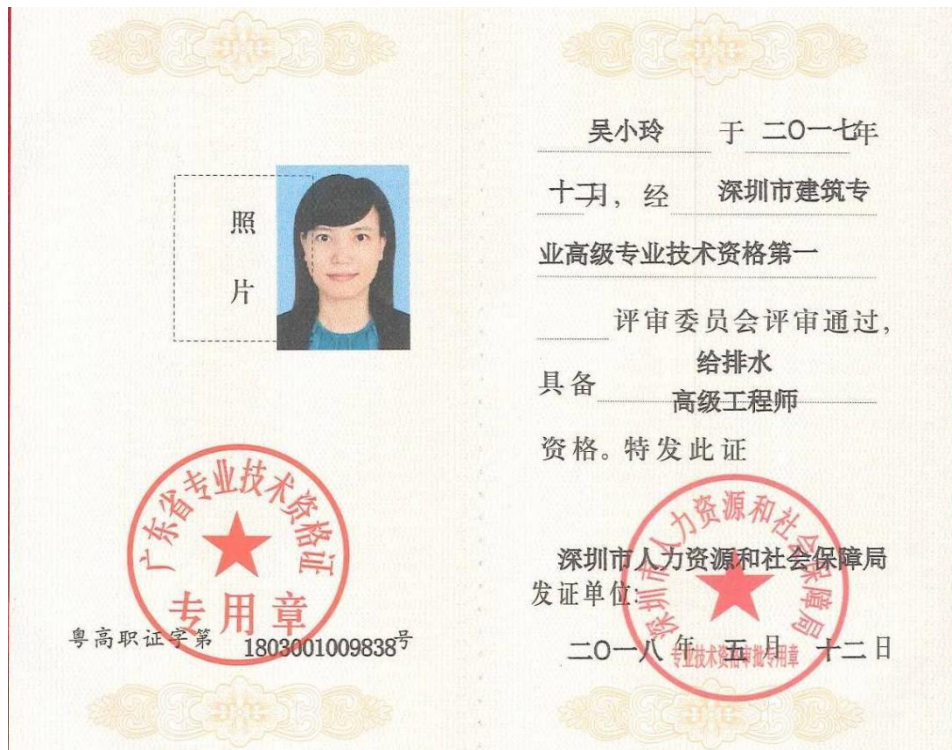 照
片
广东省专业技术资格证
专用章
粤高职证字第 1803001009838号
吴小玲 于 二〇一七年
十二月, 经 深圳市建筑专
业高级专业技术资格第一
评审委员会评审通过,
给排水
具备
高级工程师
资格。特发此证
深圳市人力资源和社会保障局
深圳市人力资源和社会保障局
发证单位:
二〇一八 年 五 月 十二 日
专业技术资格审批专用章